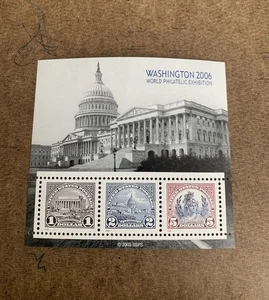 WASHINGTON 2006
WORLD PHILATELIC EXHIBITION
1 1
DOLLAR
2 2
DOLLARS
5 5
DOLLARS
© 2005 USPS